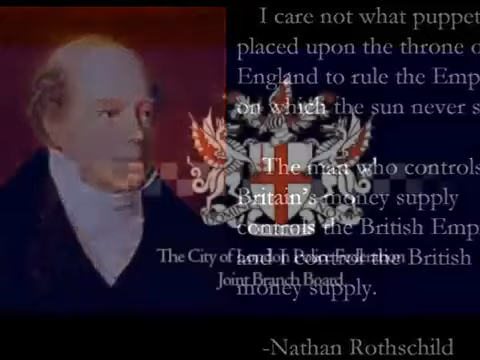 I care not what puppet
placed upon the throne o
England to rule the Emp
on which the sun never s
The man who controls
Britain's money supply
controls the British Emp
and I control the British
money supply.
-Nathan Rothschild
The City of London Police Federation
Joint Branch Board